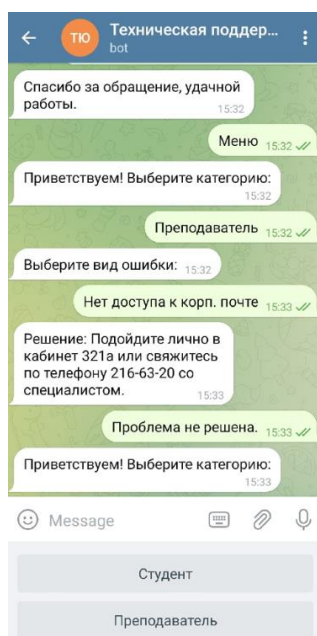 ТЮ
Техническая поддер...
bot
Спасибо за обращение, удачной
работы.
15:32
Меню 15:32
Приветствуем! Выберите категорию:
15:32
Преподаватель 15:32
Выберите вид ошибки: 15:32
Нет доступа к корп. почте 15:33
Решение: Подойдите лично в
кабинет 321а или свяжитесь
по телефону 216-63-20 со
специалистом. 15:33
Проблема не решена. 15:33
Приветствуем! Выберите категорию:
15:33
Message
Студент
Преподаватель